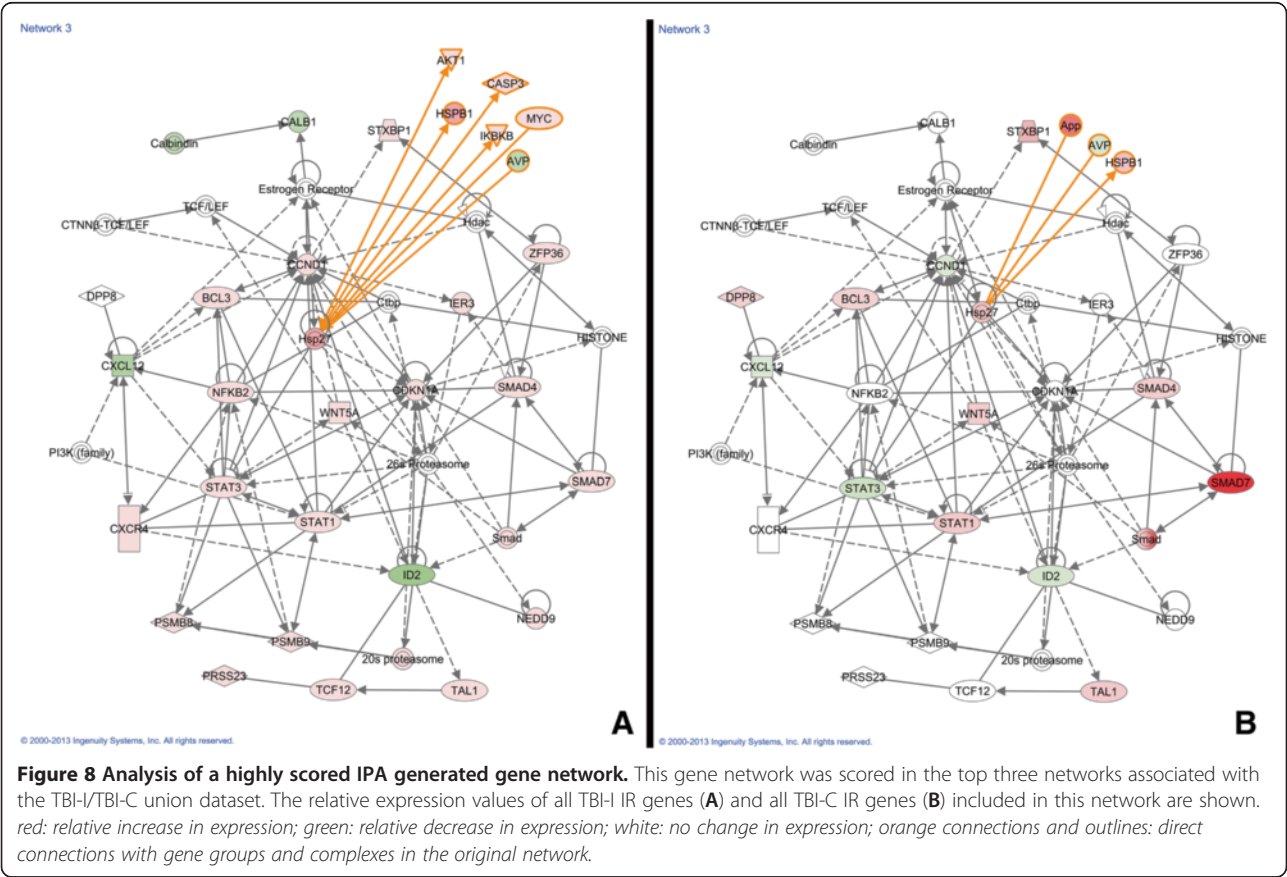 Network 3
AKT1
CASP3
HSPB1
MYC
IKBKB
AVP
CALB1
STXBP1
Calbindin
Estrogen Receptor
TCF/LEF
CTNNβ-TCF/LEF
Hdac
ZFP36
CCND1
DPP8
BCL3
Ctbp
IER3
Hsp27
HISTONE
CXCL12
NFKB2
CDKN1A
SMAD4
WNT5A
PI3K (family)
26s Proteasome
STAT3
SMAD7
CXCR4
STAT1
Smad
ID2
NEDD9
PSMB8
PSMB9
20s proteasome
PRSS23
TCF12
TAL1
A
© 2000-2013 Ingenuity Systems, Inc. All rights reserved.
Network 3
App
AVP
HSPB1
CALB1
STXBP1
Calbindin
Estrogen Receptor
TCF/LEF
CTNNβ-TCF/LEF
Hdac
ZFP36
CCND1
DPP8
BCL3
Ctbp
IER3
Hsp27
HISTONE
CXCL12
NFKB2
CDKN1A
SMAD4
WNT5A
PI3K (family)
26s Proteasome
STAT3
SMAD7
CXCR4
STAT1
Smad
ID2
NEDD9
PSMB8
PSMB9
20s proteasome
PRSS23
TCF12
TAL1
B
© 2000-2013 Ingenuity Systems, Inc. All rights reserved.
Figure 8 Analysis of a highly scored IPA generated gene network. This gene network was scored in the top three networks associated with
the TBI-I/TBI-C union dataset. The relative expression values of all TBI-I IR genes (A) and all TBI-C IR genes (B) included in this network are shown.
red: relative increase in expression; green: relative decrease in expression; white: no change in expression; orange connections and outlines: direct
connections with gene groups and complexes in the original network.